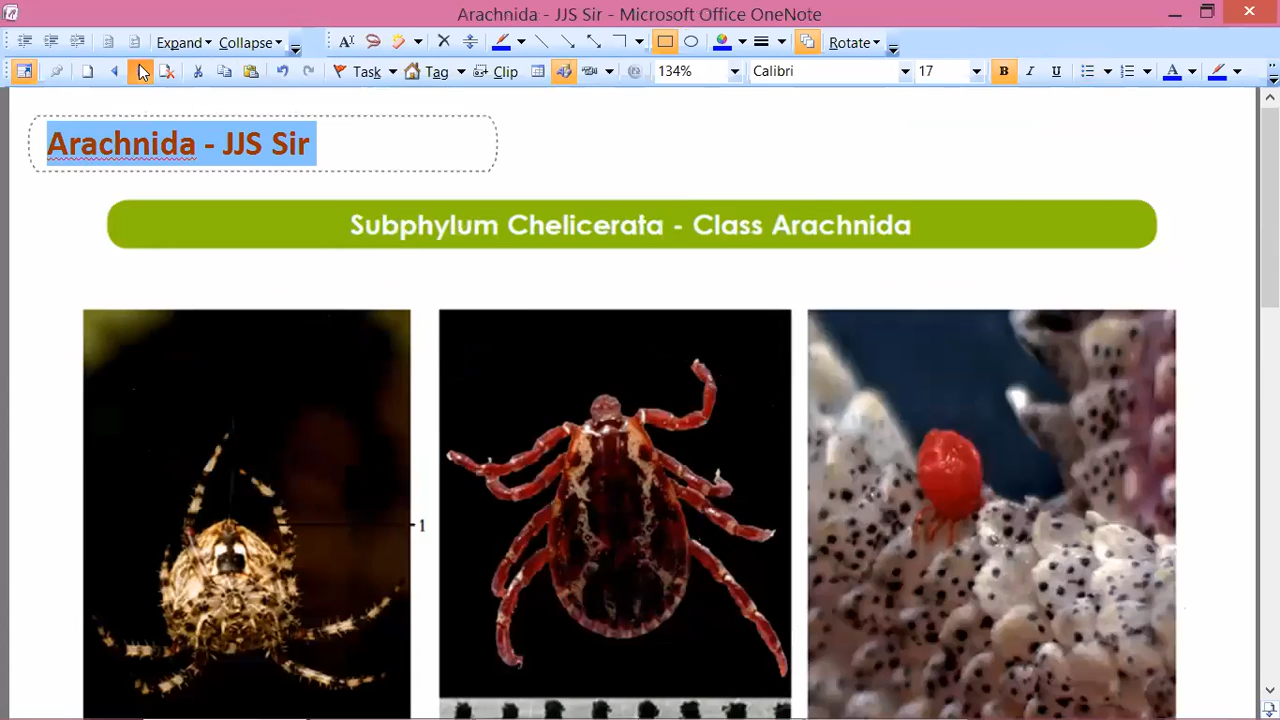 Arachnida - JJS Sir - Microsoft Office OneNote
Expand Collapse Rotate
Task Tag Clip 134% Calibri 17 B I U A
Arachnida - JJS Sir
Subphylum Chelicerata - Class Arachnida
1